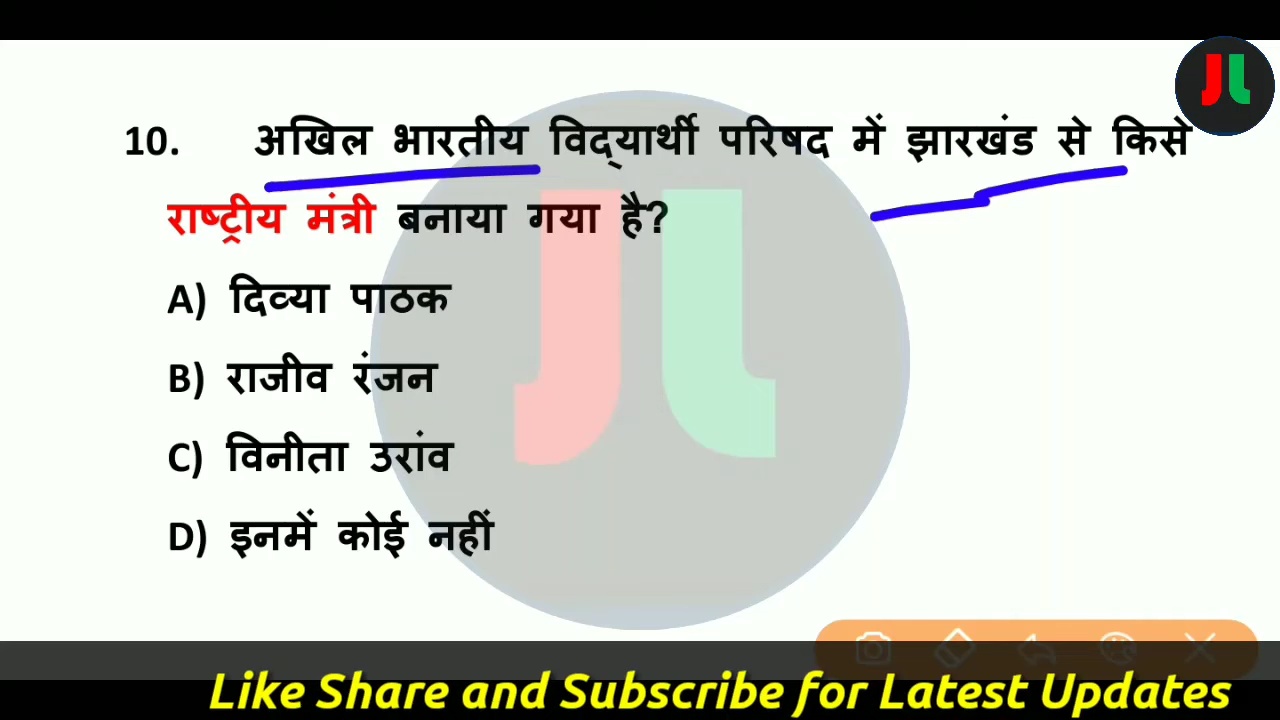 10. अखिल भारतीय विद्यार्थी परिषद में झारखंड से किसे
राष्ट्रीय मंत्री बनाया गया है?
A) दिव्या पाठक
B) राजीव रंजन
C) विनीता उरांव
D) इनमें कोई नहीं
Like Share and Subscribe for Latest Updates